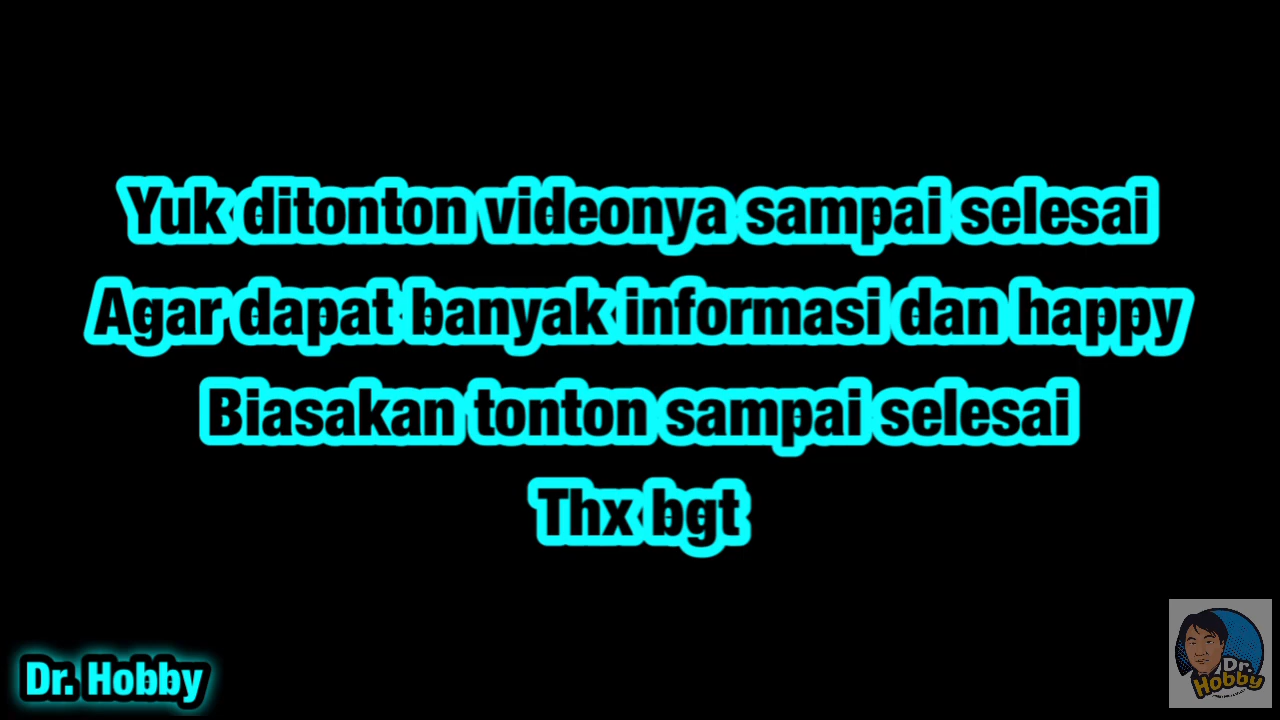 Yuk ditonton videonya sampai selesai
Agar dapat banyak informasi dan happy
Biasakan tonton sampai selesai
Thx bgt
Dr. Hobby
Dr.
Hobby